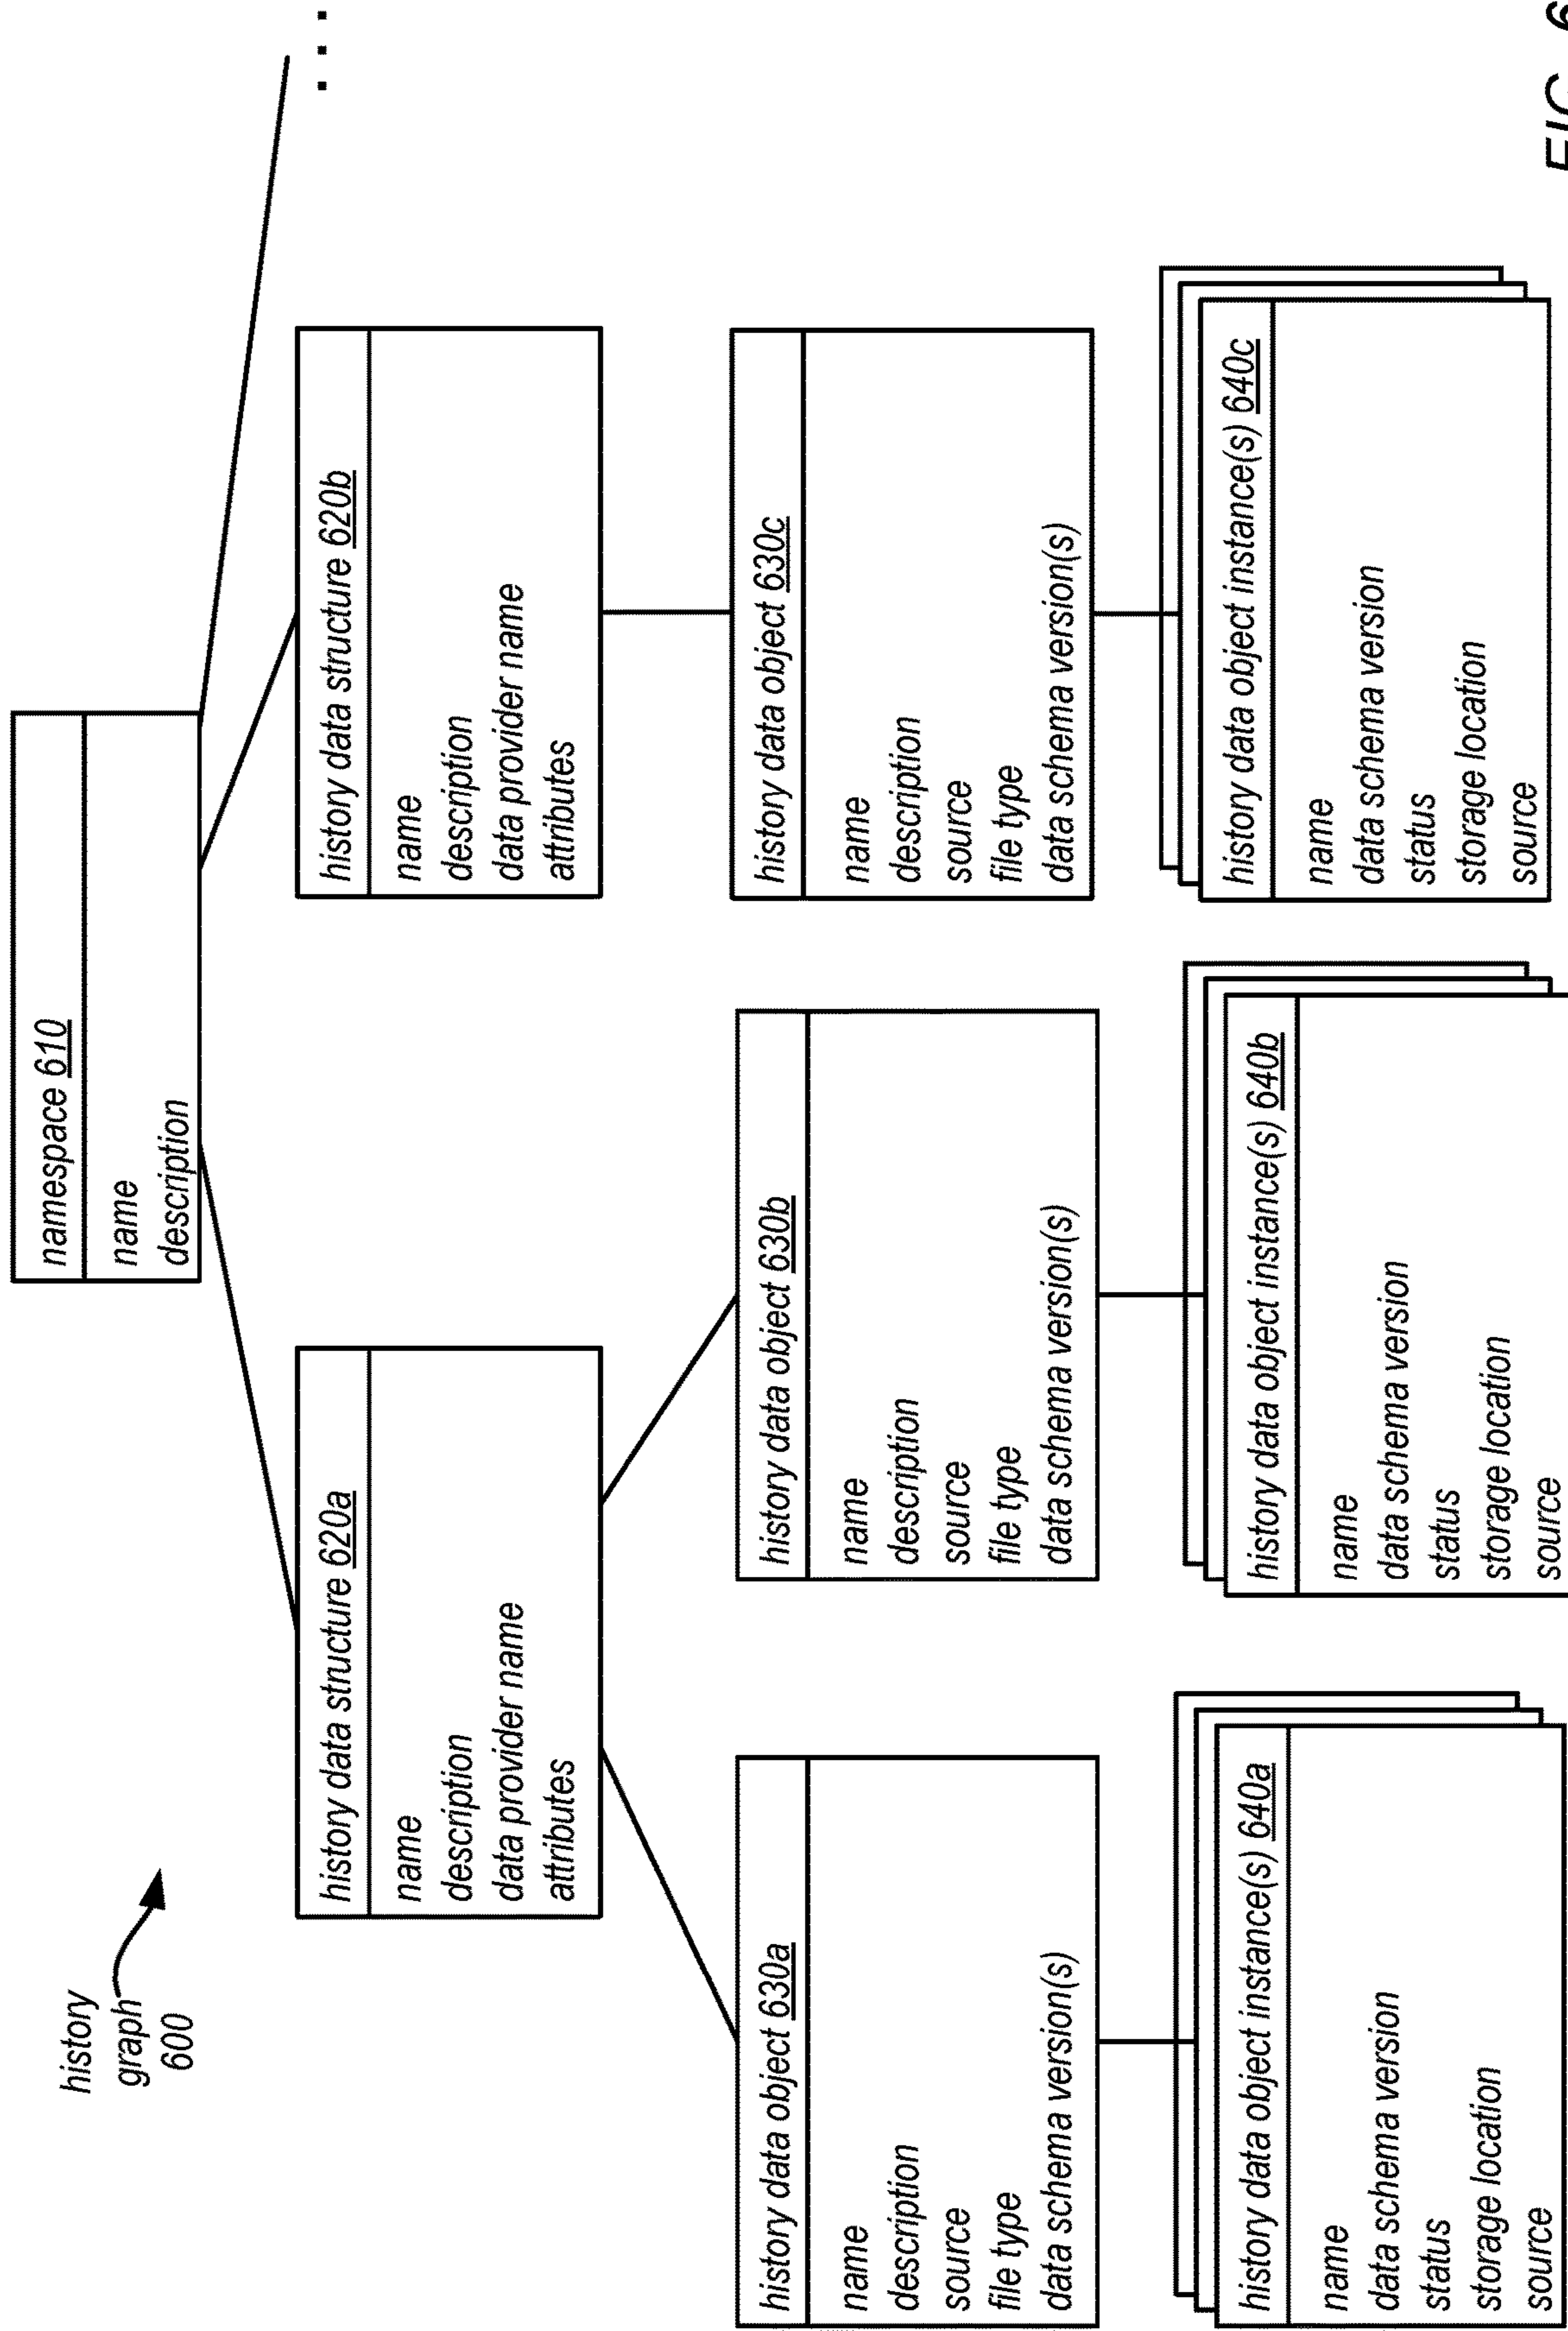 history
graph
600
namespace 610
name
description
. . .
history data structure 620a
name
description
data provider name
attributes
history data structure 620b
name
description
data provider name
attributes
history data object 630a
name
description
source
file type
data schema version(s)
history data object 630b
name
description
source
file type
data schema version(s)
history data object 630c
name
description
source
file type
data schema version(s)
history data object instance(s) 640a
name
data schema version
status
storage location
source
history data object instance(s) 640b
name
data schema version
status
storage location
source
history data object instance(s) 640c
name
data schema version
status
storage location
source
FIG. 6